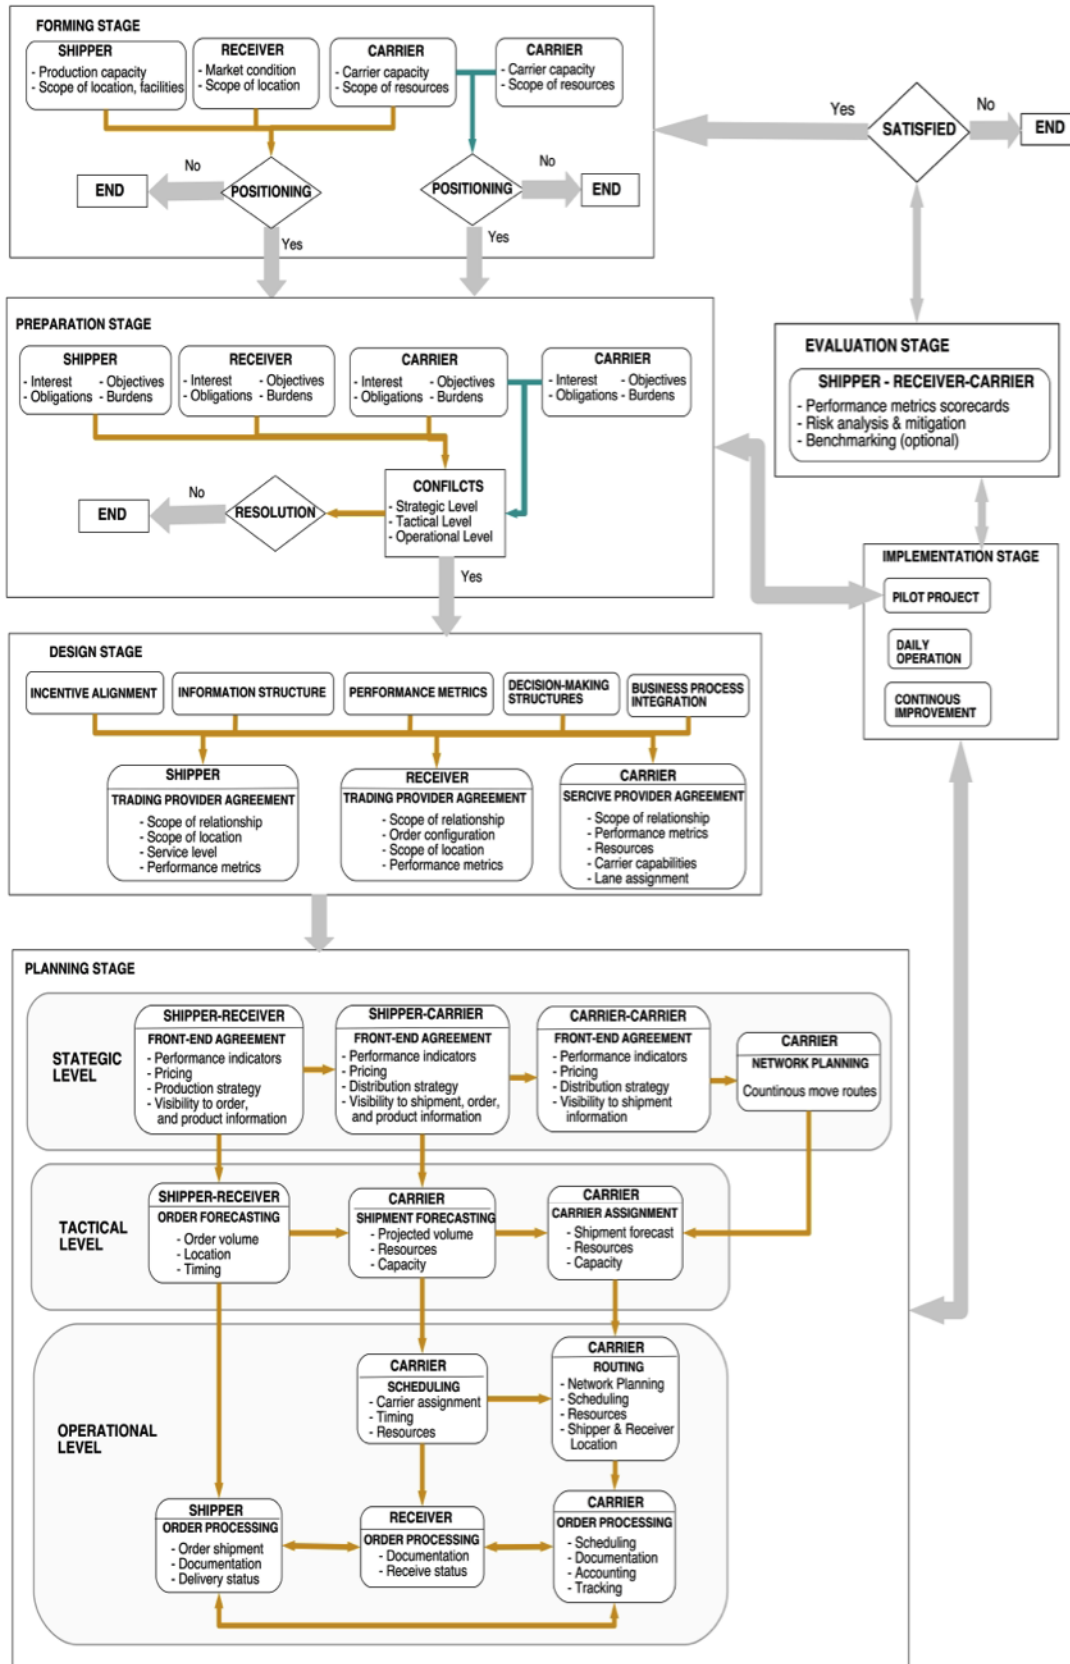 FORMING STAGE
SHIPPER
- Production capacity
- Scope of location, facilities
RECEIVER
- Market condition
- Scope of location
CARRIER
- Carrier capacity
- Scope of resources
CARRIER
- Carrier capacity
- Scope of resources
POSITIONING
No
END
Yes
POSITIONING
No
END
Yes
SATISFIED
Yes
No
END
PREPARATION STAGE
SHIPPER
- Interest - Objectives
- Obligations - Burdens
RECEIVER
- Interest - Objectives
- Obligations - Burdens
CARRIER
- Interest - Objectives
- Obligations - Burdens
CARRIER
- Interest - Objectives
- Obligations - Burdens
CONFILCTS
- Strategic Level
- Tactical Level
- Operational Level
RESOLUTION
No
END
Yes
EVALUATION STAGE
SHIPPER - RECEIVER-CARRIER
- Performance metrics scorecards
- Risk analysis & mitigation
- Benchmarking (optional)
IMPLEMENTATION STAGE
PILOT PROJECT
DAILY
OPERATION
CONTINOUS
IMPROVEMENT
DESIGN STAGE
INCENTIVE ALIGNMENT
INFORMATION STRUCTURE
PERFORMANCE METRICS
DECISION-MAKING
STRUCTURES
BUSINESS PROCESS
INTEGRATION
SHIPPER
TRADING PROVIDER AGREEMENT
- Scope of relationship
- Scope of location
- Service level
- Performance metrics
RECEIVER
TRADING PROVIDER AGREEMENT
- Scope of relationship
- Order configuration
- Scope of location
- Performance metrics
CARRIER
SERCIVE PROVIDER AGREEMENT
- Scope of relationship
- Performance metrics
- Resources
- Carrier capabilities
- Lane assignment
PLANNING STAGE
STATEGIC
LEVEL
SHIPPER-RECEIVER
FRONT-END AGREEMENT
- Performance indicators
- Pricing
- Production strategy
- Visibility to order,
and product information
SHIPPER-CARRIER
FRONT-END AGREEMENT
- Performance indicators
- Pricing
- Distribution strategy
- Visibility to shipment, order,
and product information
CARRIER-CARRIER
FRONT-END AGREEMENT
- Performance indicators
- Pricing
- Distribution strategy
- Visibility to shipment
information
CARRIER
NETWORK PLANNING
Countinous move routes
TACTICAL
LEVEL
SHIPPER-RECEIVER
ORDER FORECASTING
- Order volume
- Location
- Timing
CARRIER
SHIPMENT FORECASTING
- Projected volume
- Resources
- Capacity
CARRIER
CARRIER ASSIGNMENT
- Shipment forecast
- Resources
- Capacity
OPERATIONAL
LEVEL
CARRIER
SCHEDULING
- Carrier assignment
- Timing
- Resources
CARRIER
ROUTING
- Network Planning
- Scheduling
- Resources
- Shipper & Receiver
Location
SHIPPER
ORDER PROCESSING
- Order shipment
- Documentation
- Delivery status
RECEIVER
ORDER PROCESSING
- Documentation
- Receive status
CARRIER
ORDER PROCESSING
- Scheduling
- Documentation
- Accounting
- Tracking